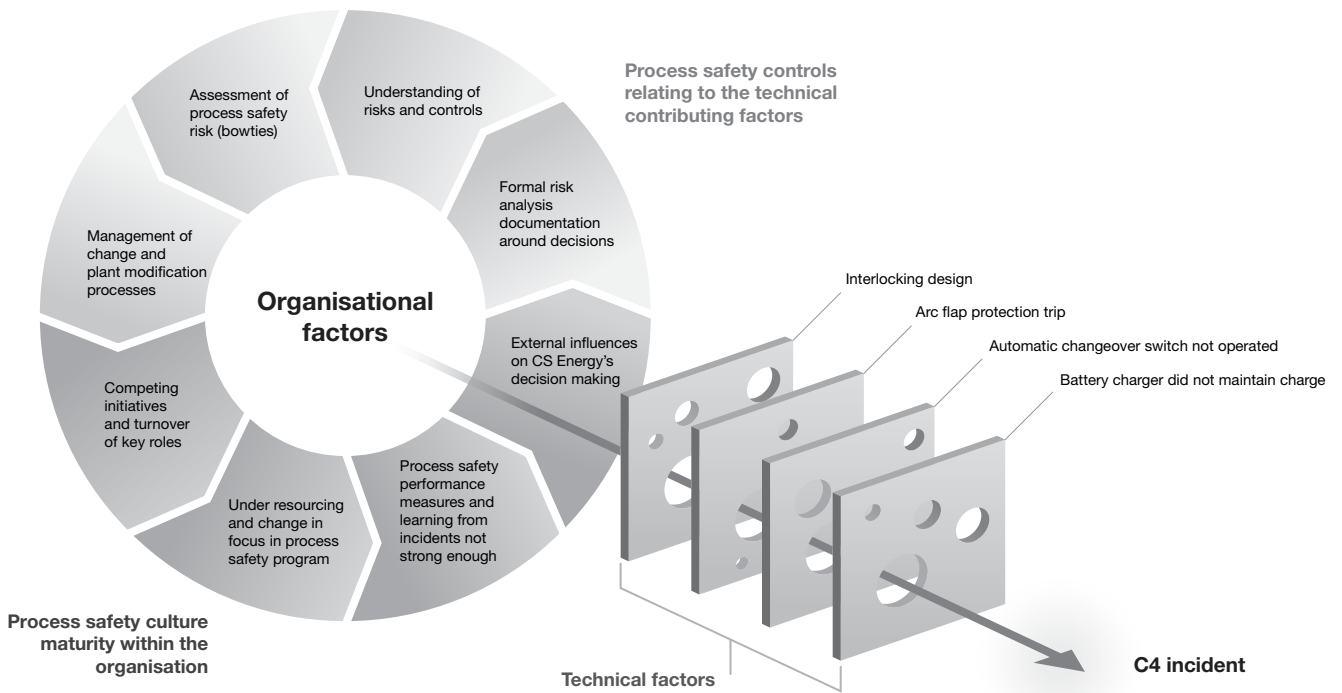 Process safety controls
relating to the technical
contributing factors
Assessment of
process safety
risk (bowties)
Understanding of
risks and controls
Formal risk
analysis
documentation
around decisions
External influences
on CS Energy's
decision making
Process safety
performance
measures and
learning from
incidents not
strong enough
Under resourcing
and change in
focus in process
safety program
Competing
initiatives
and turnover
of key roles
Management of
change and
plant modification
processes
Organisational
factors
Interlocking design
Arc flap protection trip
Automatic changeover switch not operated
Battery charger did not maintain charge
Process safety culture
maturity within the
organisation
Technical factors
C4 incident